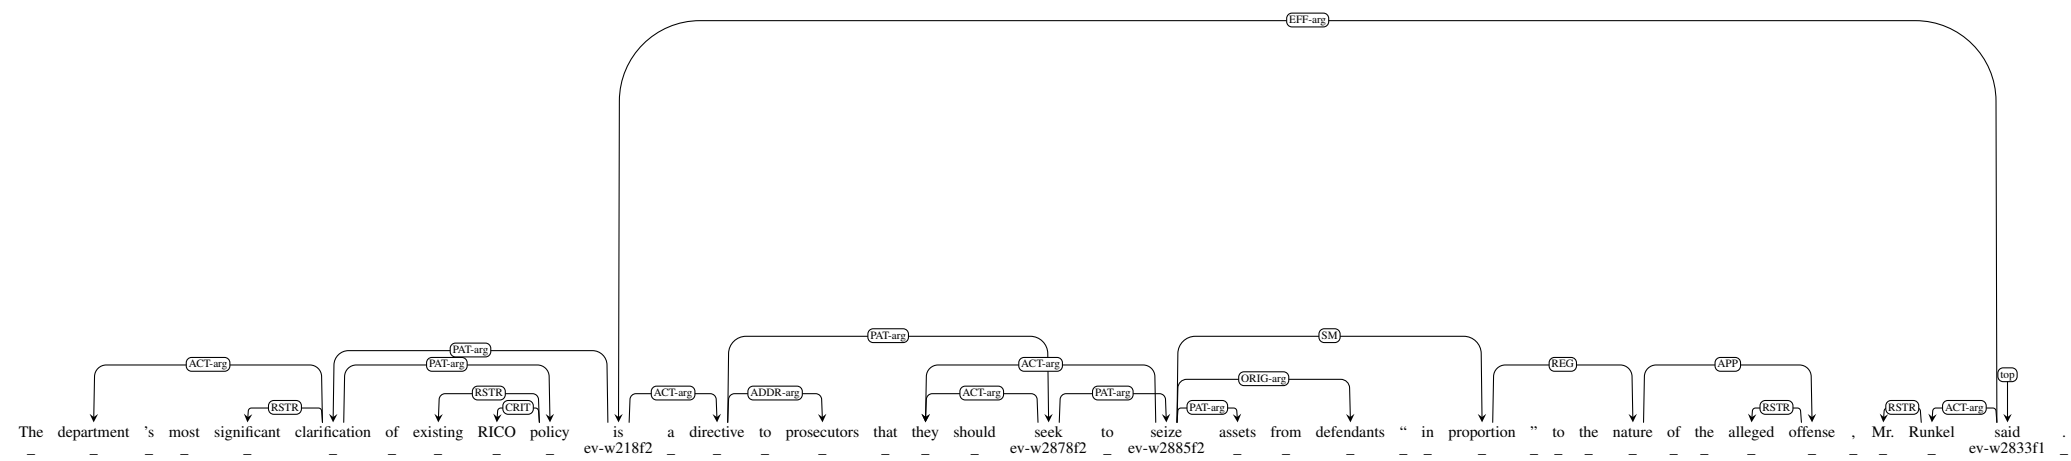 EFF-arg
PAT-arg SM
PAT-arg
ACT-arg PAT-arg ACT-arg REG APP top
ORIG-arg
RSTR ACT-arg ADDR-arg ACT-arg PAT-arg
RSTR CRIT PAT-arg RSTR RSTR ACT-arg
The department 's most significant clarification of existing RICO policy is a directive to prosecutors that they should seek to seize assets from defendants “ in proportion ” to the nature of the alleged offense , Mr. Runkel said .
_ _ _ _ _ _ _ _ _ _ ev-w218f2 _ _ _ _ _ _ _ ev-w2878f2 _ ev-w2885f2 _ _ _ _ _ _ _ _ _ _ _ _ _ _ _ _ _ ev-w2833f1 _